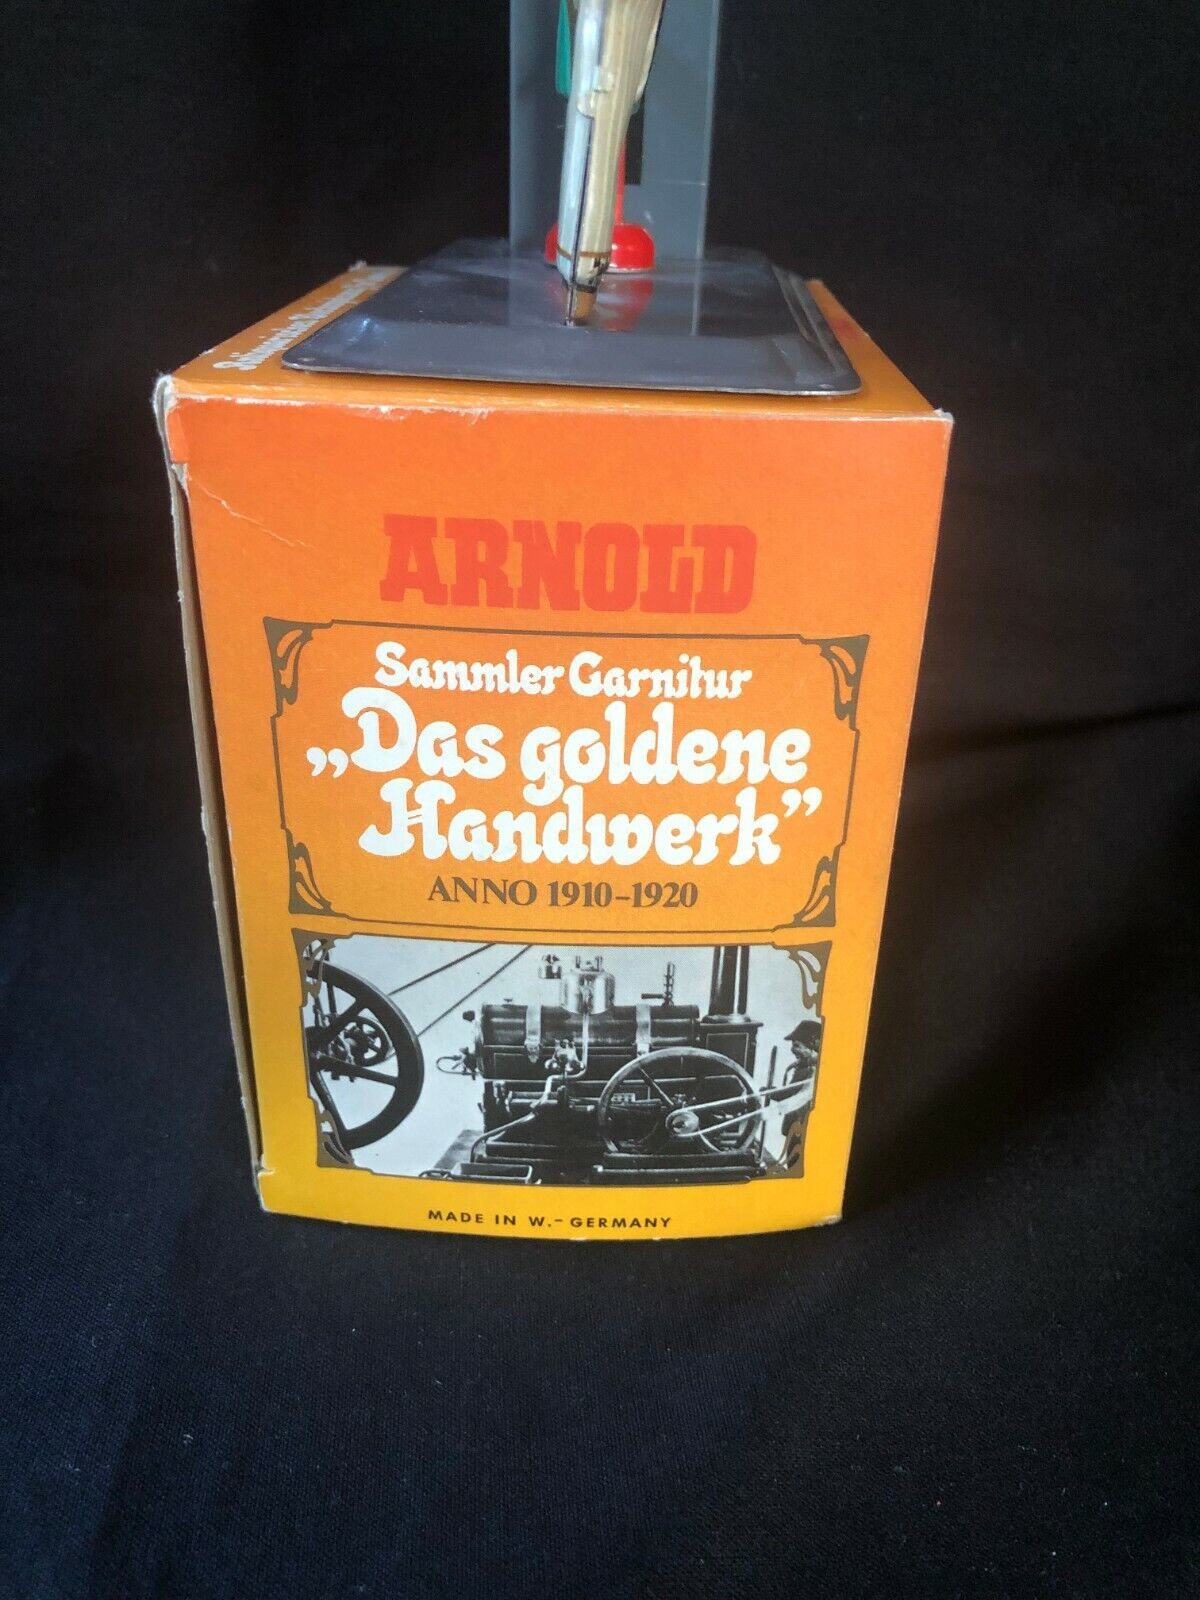 ARNOLD
Sammler Garnitur
„Das goldene
Handwerk”
ANNO 1910-1920
MADE IN W.-GERMANY